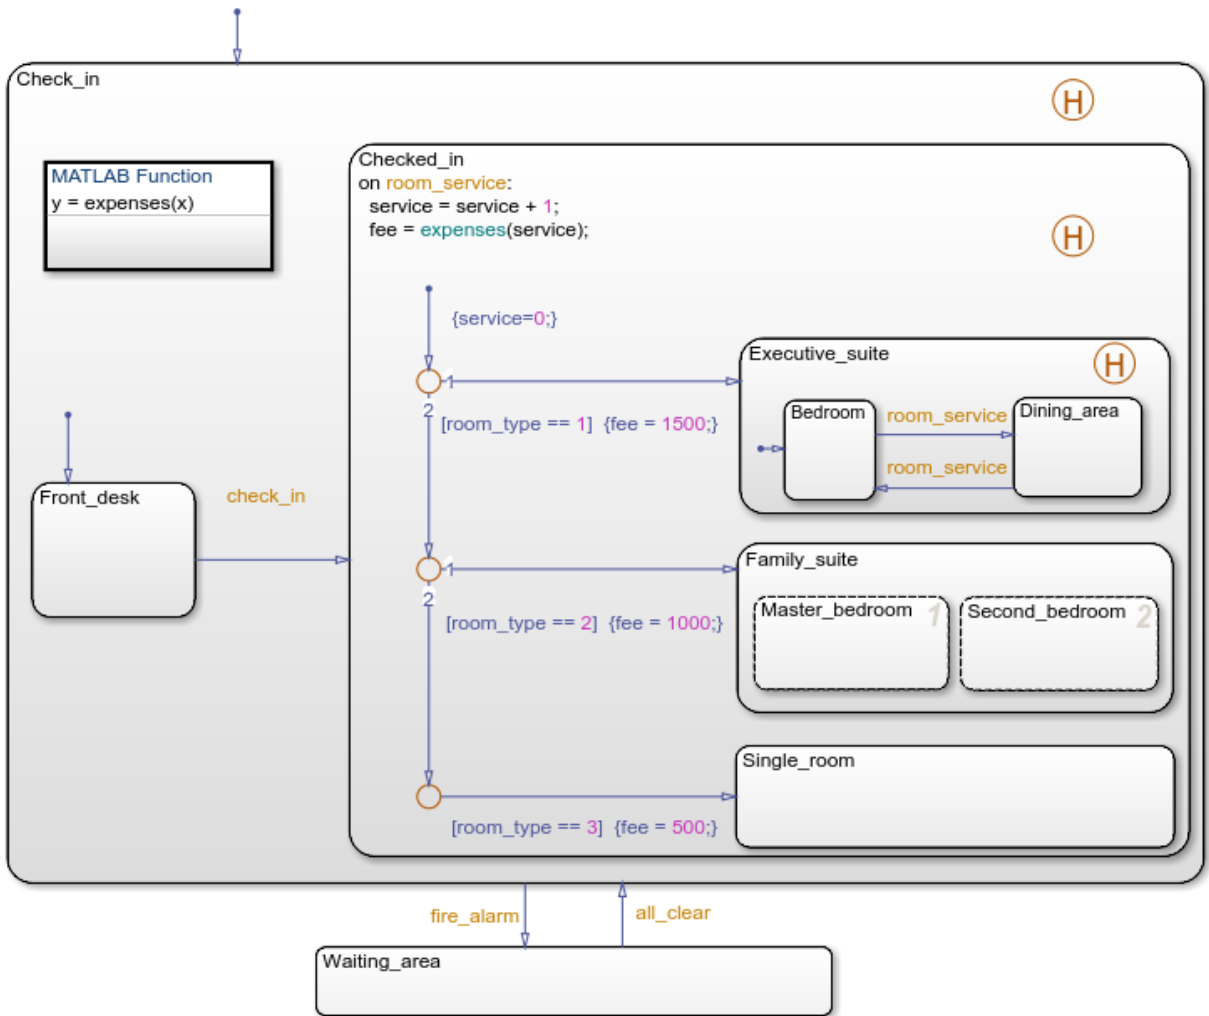 Check_in
H
MATLAB Function
y = expenses(x)
Checked_in
on room_service:
service = service + 1;
fee = expenses(service);
H
{service=0;}
1
2
[room_type == 1] {fee = 1500;}
Executive_suite
H
Bedroom
room_service
Dining_area
room_service
Front_desk
check_in
1
2
[room_type == 2] {fee = 1000;}
Family_suite
Master_bedroom 1
Second_bedroom 2
Single_room
[room_type == 3] {fee = 500;}
fire_alarm
all_clear
Waiting_area